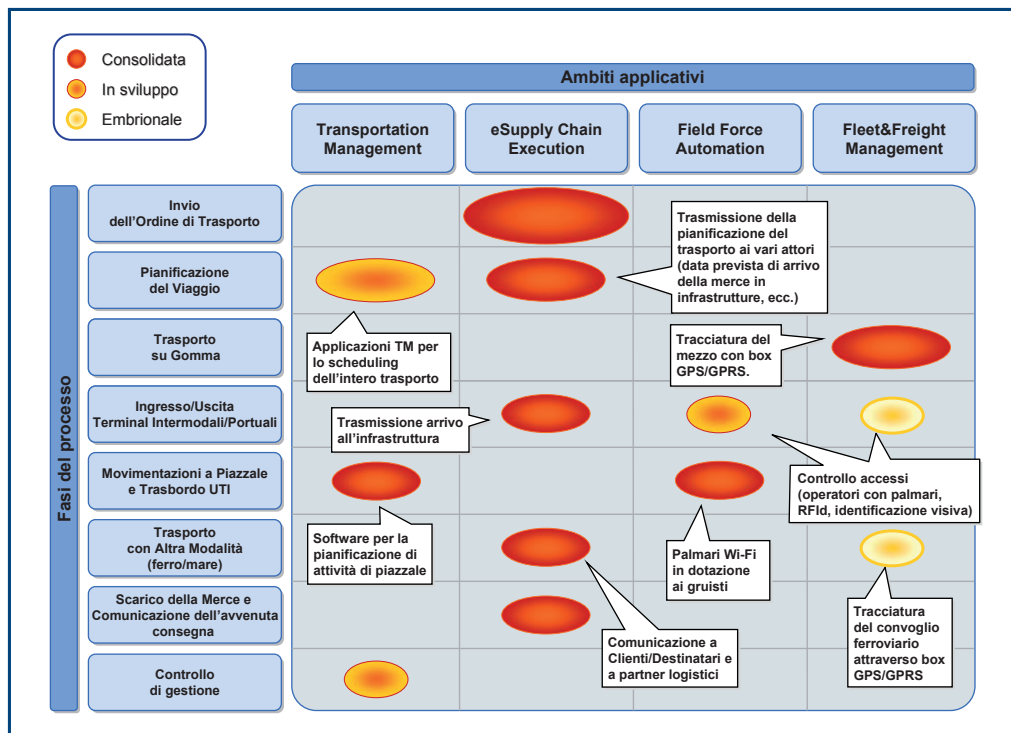 Consolidata
In sviluppo
Embrionale
Ambiti applicativi
Transportation
Management
eSupply Chain
Execution
Field Force
Automation
Fleet&Freight
Management
Fasi del processo
Invio
dell'Ordine di Trasporto
Pianificazione
del Viaggio
Trasporto
su Gomma
Ingresso/Uscita
Terminal Intermodali/Portuali
Movimentazioni a Piazzale
e Trasbordo UTI
Trasporto
con Altra Modalità
(ferro/mare)
Scarico della Merce e
Comunicazione dell'avvenuta
consegna
Controllo
di gestione
Trasmissione della
pianificazione del
trasporto ai vari attori
(data prevista di arrivo
della merce in
infrastrutture, ecc.)
Applicazioni TM per
lo scheduling
dell'intero trasporto
Tracciatura del
mezzo con box
GPS/GPRS.
Trasmissione arrivo
all'infrastruttura
Controllo accessi
(operatori con palmari,
RFId, identificazione visiva)
Software per la
pianificazione di
attività di piazzale
Palmari Wi-Fi
in dotazione
ai gruisti
Comunicazione a
Clienti/Destinatari e
a partner logistici
Tracciatura
del convoglio
ferroviario
attraverso box
GPS/GPRS